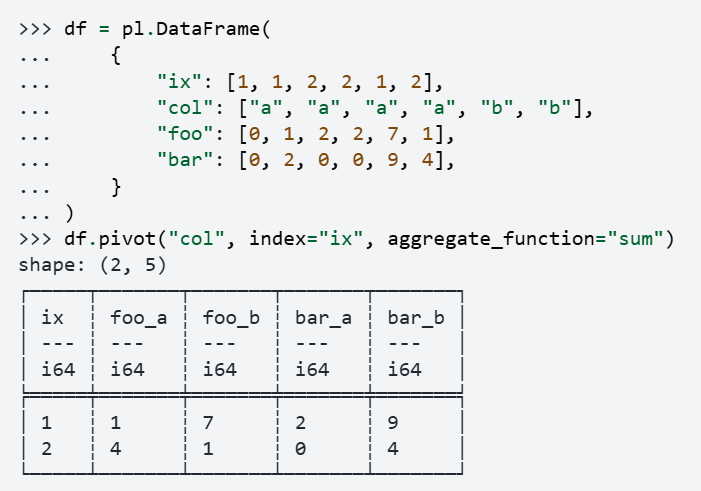 >>> df = pl.DataFrame(
...     {
...         "ix": [1, 1, 2, 2, 1, 2],
...         "col": ["a", "a", "a", "a", "b", "b"],
...         "foo": [0, 1, 2, 2, 7, 1],
...         "bar": [0, 2, 0, 0, 9, 4],
...     }
... )
>>> df.pivot("col", index="ix", aggregate_function="sum")
shape: (2, 5)
┌─────┬───────┬───────┬───────┬───────┐
│ ix  ┆ foo_a ┆ foo_b ┆ bar_a ┆ bar_b │
│ --- ┆ ---   ┆ ---   ┆ ---   ┆ ---   │
│ i64 ┆ i64   ┆ i64   ┆ i64   ┆ i64   │
╞═════╪═══════╪═══════╪═══════╪═══════╡
│ 1   ┆ 1     ┆ 7     ┆ 2     ┆ 9     │
│ 2   ┆ 4     ┆ 1     ┆ 0     ┆ 4     │
└─────┴───────┴───────┴───────┴───────┘